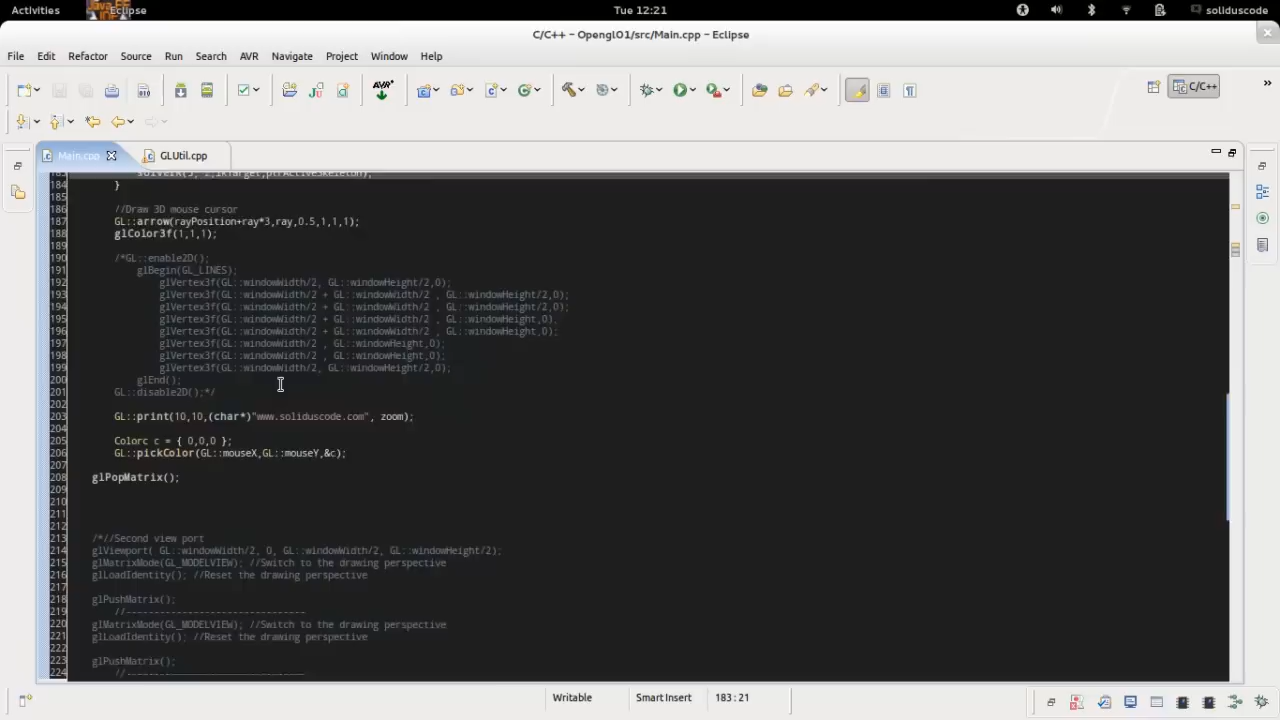 Activities
Eclipse
Tue 12:21
soliduscode
C/C++ - Opengl01/src/Main.cpp - Eclipse
File Edit Refactor Source Run Search AVR Navigate Project Window Help
AVR*
C/C++
Main.cpp
GLUtil.cpp
184 }
185
186 //Draw 3D mouse cursor
187 GL::arrow(rayPosition+ray*3,ray,0.5,1,1,1);
188 glColor3f(1,1,1);
189
190 /*GL::enable2D();
191 glBegin(GL_LINES);
192 glVertex3f(GL::windowWidth/2, GL::windowHeight/2,0);
193 glVertex3f(GL::windowWidth/2 + GL::windowWidth/2 , GL::windowHeight/2,0);
194 glVertex3f(GL::windowWidth/2 + GL::windowWidth/2 , GL::windowHeight/2,0);
195 glVertex3f(GL::windowWidth/2 + GL::windowWidth/2 , GL::windowHeight,0);
196 glVertex3f(GL::windowWidth/2 + GL::windowWidth/2 , GL::windowHeight,0);
197 glVertex3f(GL::windowWidth/2 , GL::windowHeight,0);
198 glVertex3f(GL::windowWidth/2 , GL::windowHeight,0);
199 glVertex3f(GL::windowWidth/2, GL::windowHeight/2,0);
200 glEnd();
201 GL::disable2D();*/
202
203 GL::print(10,10,(char*)"www.soliduscode.com", zoom);
204
205 Colorc c = { 0,0,0 };
206 GL::pickColor(GL::mouseX,GL::mouseY,&c);
207
208 glPopMatrix();
209
210
211
212
213 /*//Second view port
214 glViewport( GL::windowWidth/2, 0, GL::windowWidth/2, GL::windowHeight/2);
215 glMatrixMode(GL_MODELVIEW); //Switch to the drawing perspective
216 glLoadIdentity(); //Reset the drawing perspective
217
218 glPushMatrix();
219 //--------------------------------
220 glMatrixMode(GL_MODELVIEW); //Switch to the drawing perspective
221 glLoadIdentity(); //Reset the drawing perspective
222
223 glPushMatrix();
224 //--------------------------------
Writable
Smart Insert
183 : 21